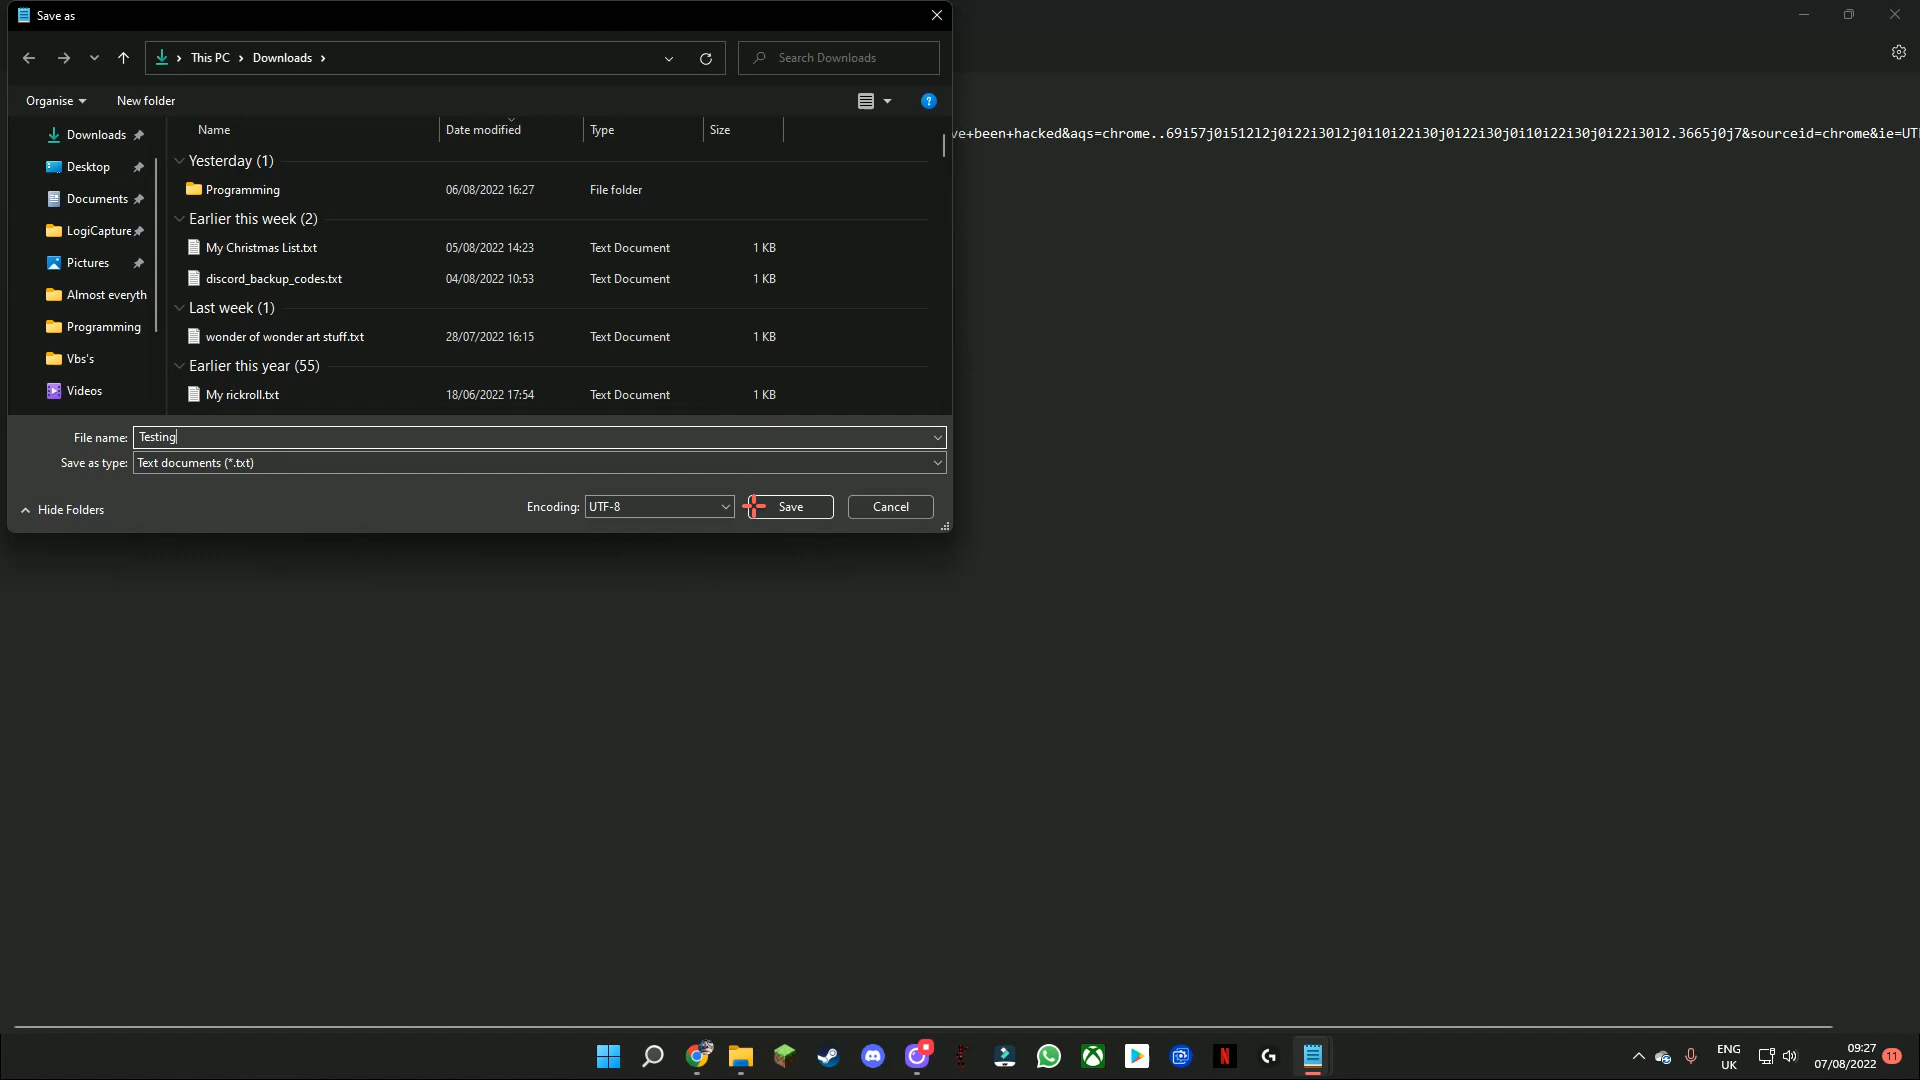 Save as
This PC
Downloads
Search Downloads
Organise
New folder
Downloads
Desktop
Documents
LogiCapture
Pictures
Almost everyth
Programming
Vbs's
Videos
Name Date modified Type Size
Yesterday (1)
Programming 06/08/2022 16:27 File folder
Earlier this week (2)
My Christmas List.txt 05/08/2022 14:23 Text Document 1 KB
discord_backup_codes.txt 04/08/2022 10:53 Text Document 1 KB
Last week (1)
wonder of wonder art stuff.txt 28/07/2022 16:15 Text Document 1 KB
Earlier this year (55)
My rickroll.txt 18/06/2022 17:54 Text Document 1 KB
ve+been+hacked&aqs=chrome..69i57j0i512l2j0i22i30l2j0i10i22i30j0i22i30j0i10i22i30j0i22i30l2.3665j0j7&sourceid=chrome&ie=UT
File name: Testing
Save as type: Text documents (*.txt)
Hide Folders
Encoding: UTF-8
Save
Cancel
ENG
UK
09:27
07/08/2022
11